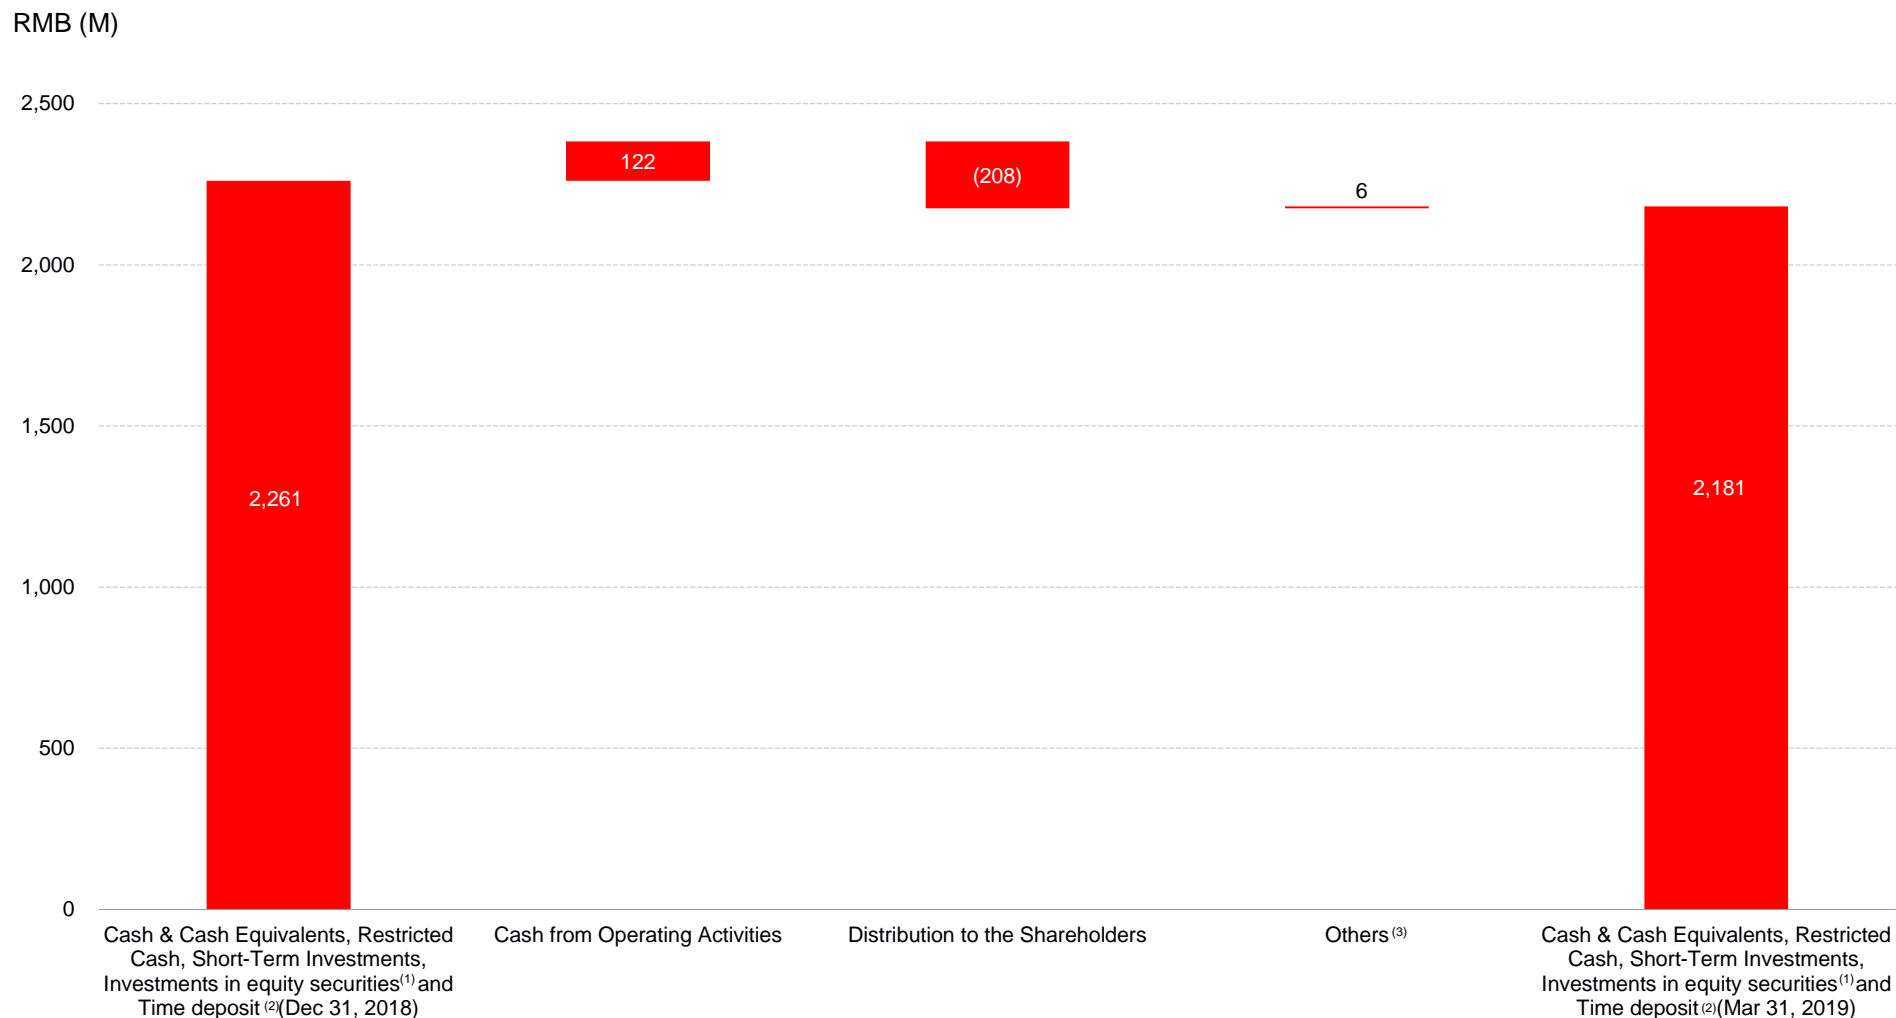 RMB (M)
2,500
2,000
1,500
1,000
500
0
2,261
122
(208)
6
2,181
Cash & Cash Equivalents, Restricted
Cash, Short-Term Investments,
Investments in equity securities(1) and
Time deposit (2)(Dec 31, 2018)
Cash from Operating Activities
Distribution to the Shareholders
Others (3)
Cash & Cash Equivalents, Restricted
Cash, Short-Term Investments,
Investments in equity securities(1) and
Time deposit (2)(Mar 31, 2019)